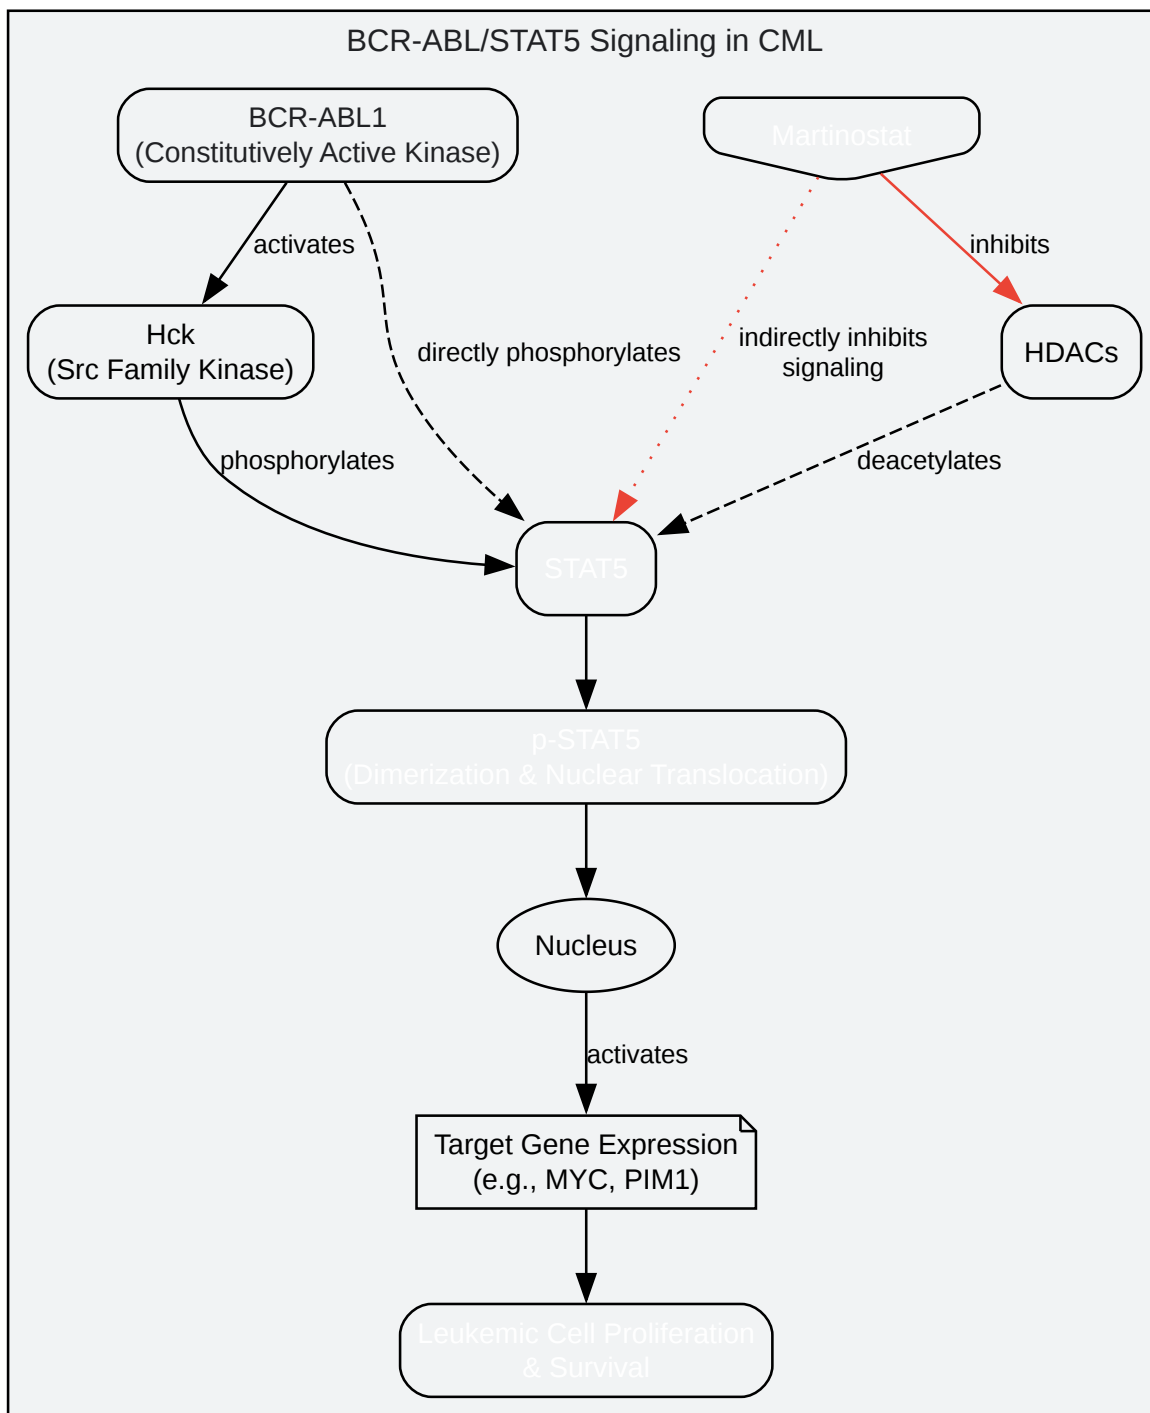 BCR-ABL/STAT5 Signaling in CML
BCR-ABL1
(Constitutively Active Kinase)
Martinostat
activates
inhibits
Hck
(Src Family Kinase)
directly phosphorylates
indirectly inhibits
signaling
HDACs
phosphorylates
deacetylates
STAT5
p-STAT5
(Dimerization & Nuclear Translocation)
Nucleus
activates
Target Gene Expression
(e.g., MYC, PIM1)
Leukemic Cell Proliferation
& Survival